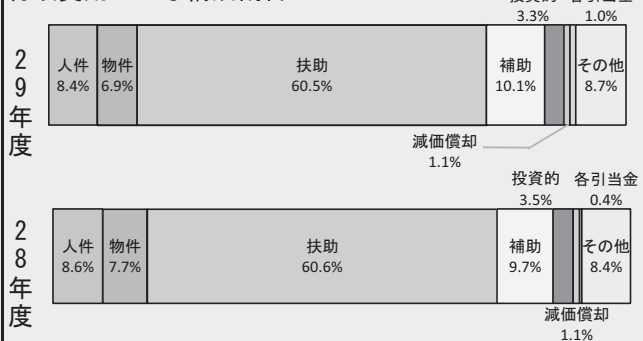 投資的 各引当金
3.3% 1.0%
29年度
人件 物件 扶助 補助 その他
8.4% 6.9% 60.5% 10.1% 8.7%
減価償却
1.1%
投資的 各引当金
3.5% 0.4%
28年度
人件 物件 扶助 補助 その他
8.6% 7.7% 60.6% 9.7% 8.4%
減価償却
1.1%